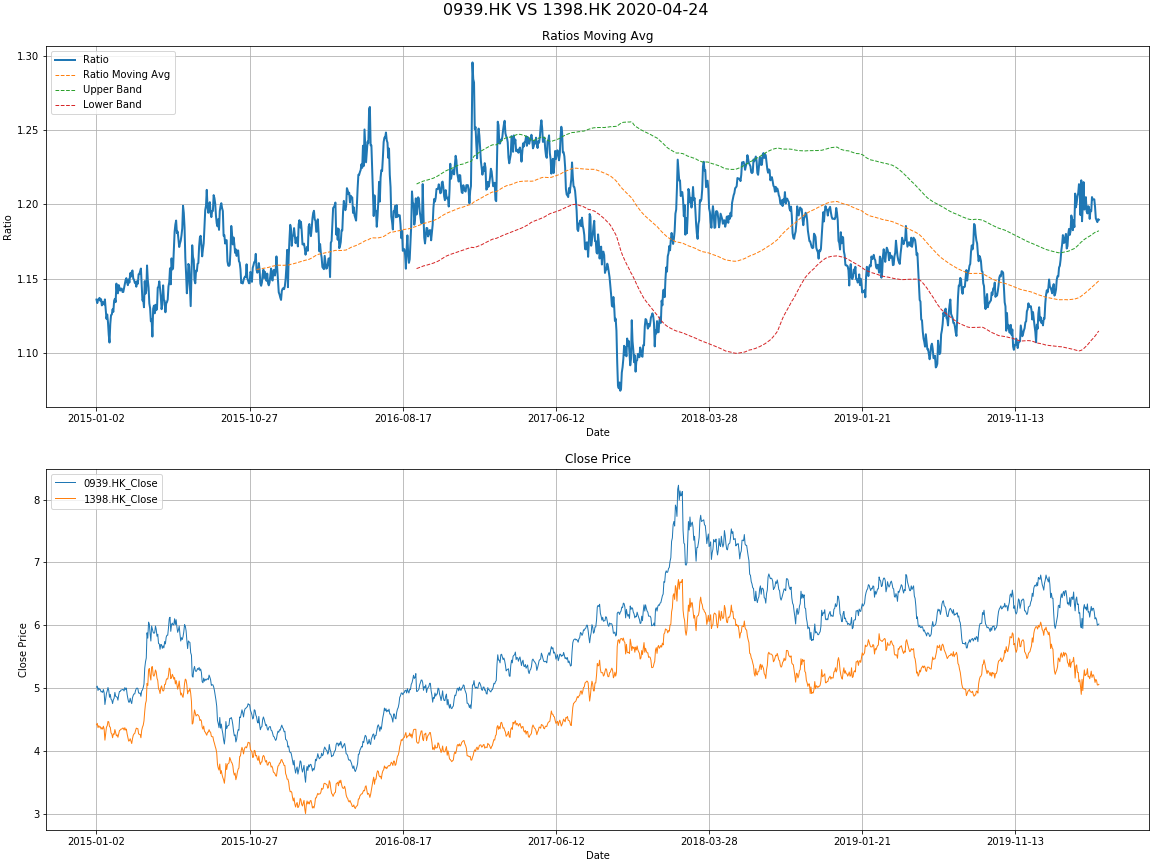 0939.HK VS 1398.HK 2020-04-24
Ratios Moving Avg
Ratio
Ratio Moving Avg
Upper Band
Lower Band
1.30
1.25
1.20
1.15
1.10
Ratio
2015-01-02 2015-10-27 2016-08-17 2017-06-12 2018-03-28 2019-01-21 2019-11-13
Date
Close Price
0939.HK_Close
1398.HK_Close
8
7
6
5
4
3
Close Price
2015-01-02 2015-10-27 2016-08-17 2017-06-12 2018-03-28 2019-01-21 2019-11-13
Date